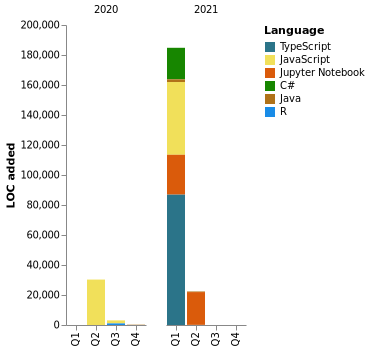 2020
2021
LOC added
200,000
180,000
160,000
140,000
120,000
100,000
80,000
60,000
40,000
20,000
0
Q1
Q2
Q3
Q4
Q1
Q2
Q3
Q4
Language
TypeScript
JavaScript
Jupyter Notebook
C#
Java
R